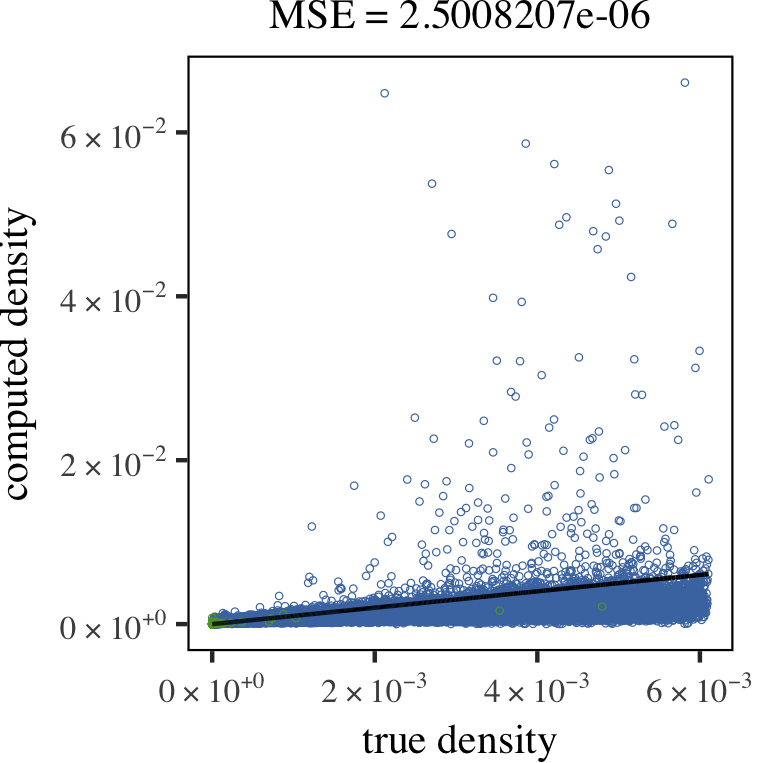 MSE = 2.5008207e-06
computed density
6 × 10⁻²
4 × 10⁻²
2 × 10⁻²
0 × 10⁺⁰
0 × 10⁺⁰ 2 × 10⁻³ 4 × 10⁻³ 6 × 10⁻³
true density